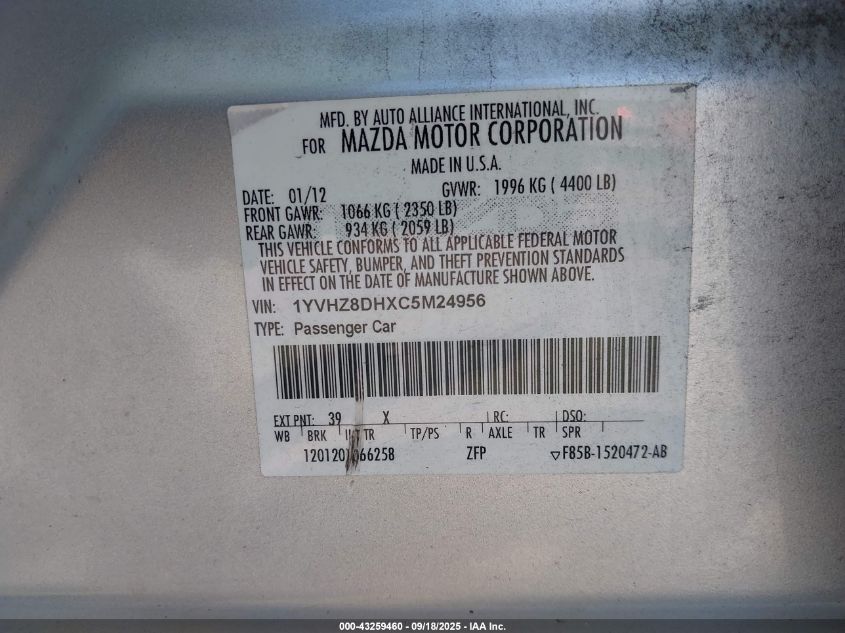 MFD. BY AUTO ALLIANCE INTERNATIONAL, INC.
FOR MAZDA MOTOR CORPORATION
MADE IN U.S.A.
DATE: 01/12 GVWR: 1996 KG ( 4400 LB)
FRONT GAWR: 1066 KG ( 2350 LB)
REAR GAWR: 934 KG ( 2059 LB)
THIS VEHICLE CONFORMS TO ALL APPLICABLE FEDERAL MOTOR
VEHICLE SAFETY, BUMPER, AND THEFT PREVENTION STANDARDS
IN EFFECT ON THE DATE OF MANUFACTURE SHOWN ABOVE.
VIN: 1YVHZ8DHXC5M24956
TYPE: Passenger Car
EXT PNT: 39 X RC: DSO:
WB BRK INT TR TP/PS R AXLE TR SPR
ZFP ▽F85B-1520472-AB
000-43259460 - 09/18/2025 - IAA Inc.